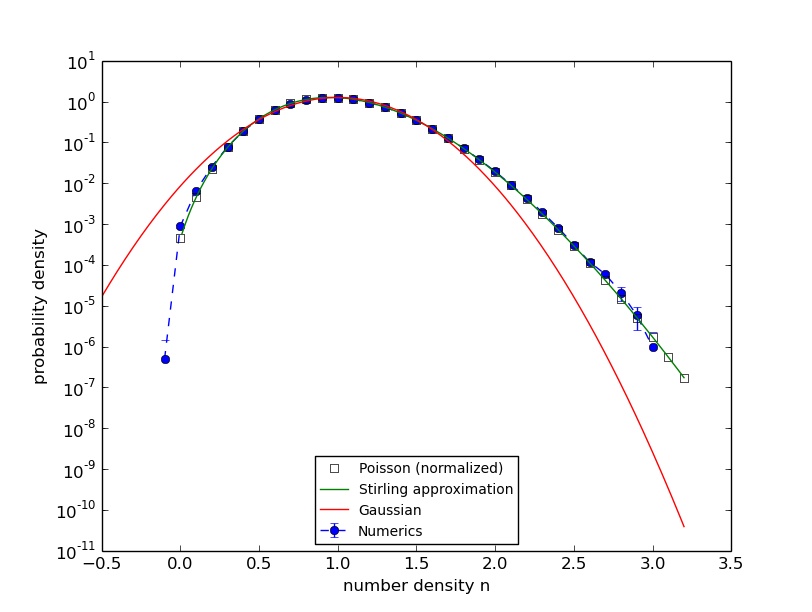 10^1
10^0
10^-1
10^-2
10^-3
10^-4
10^-5
10^-6
10^-7
10^-8
10^-9
10^-10
10^-11
probability density
Poisson (normalized)
Stirling approximation
Gaussian
Numerics
−0.5 0.0 0.5 1.0 1.5 2.0 2.5 3.0 3.5
number density n